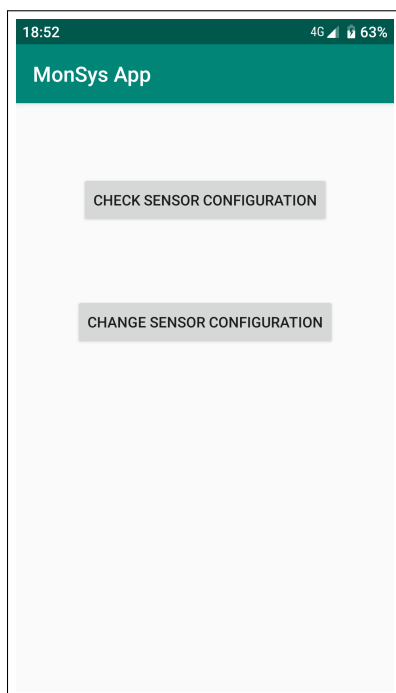 18:52 4G 63%
MonSys App
CHECK SENSOR CONFIGURATION
CHANGE SENSOR CONFIGURATION